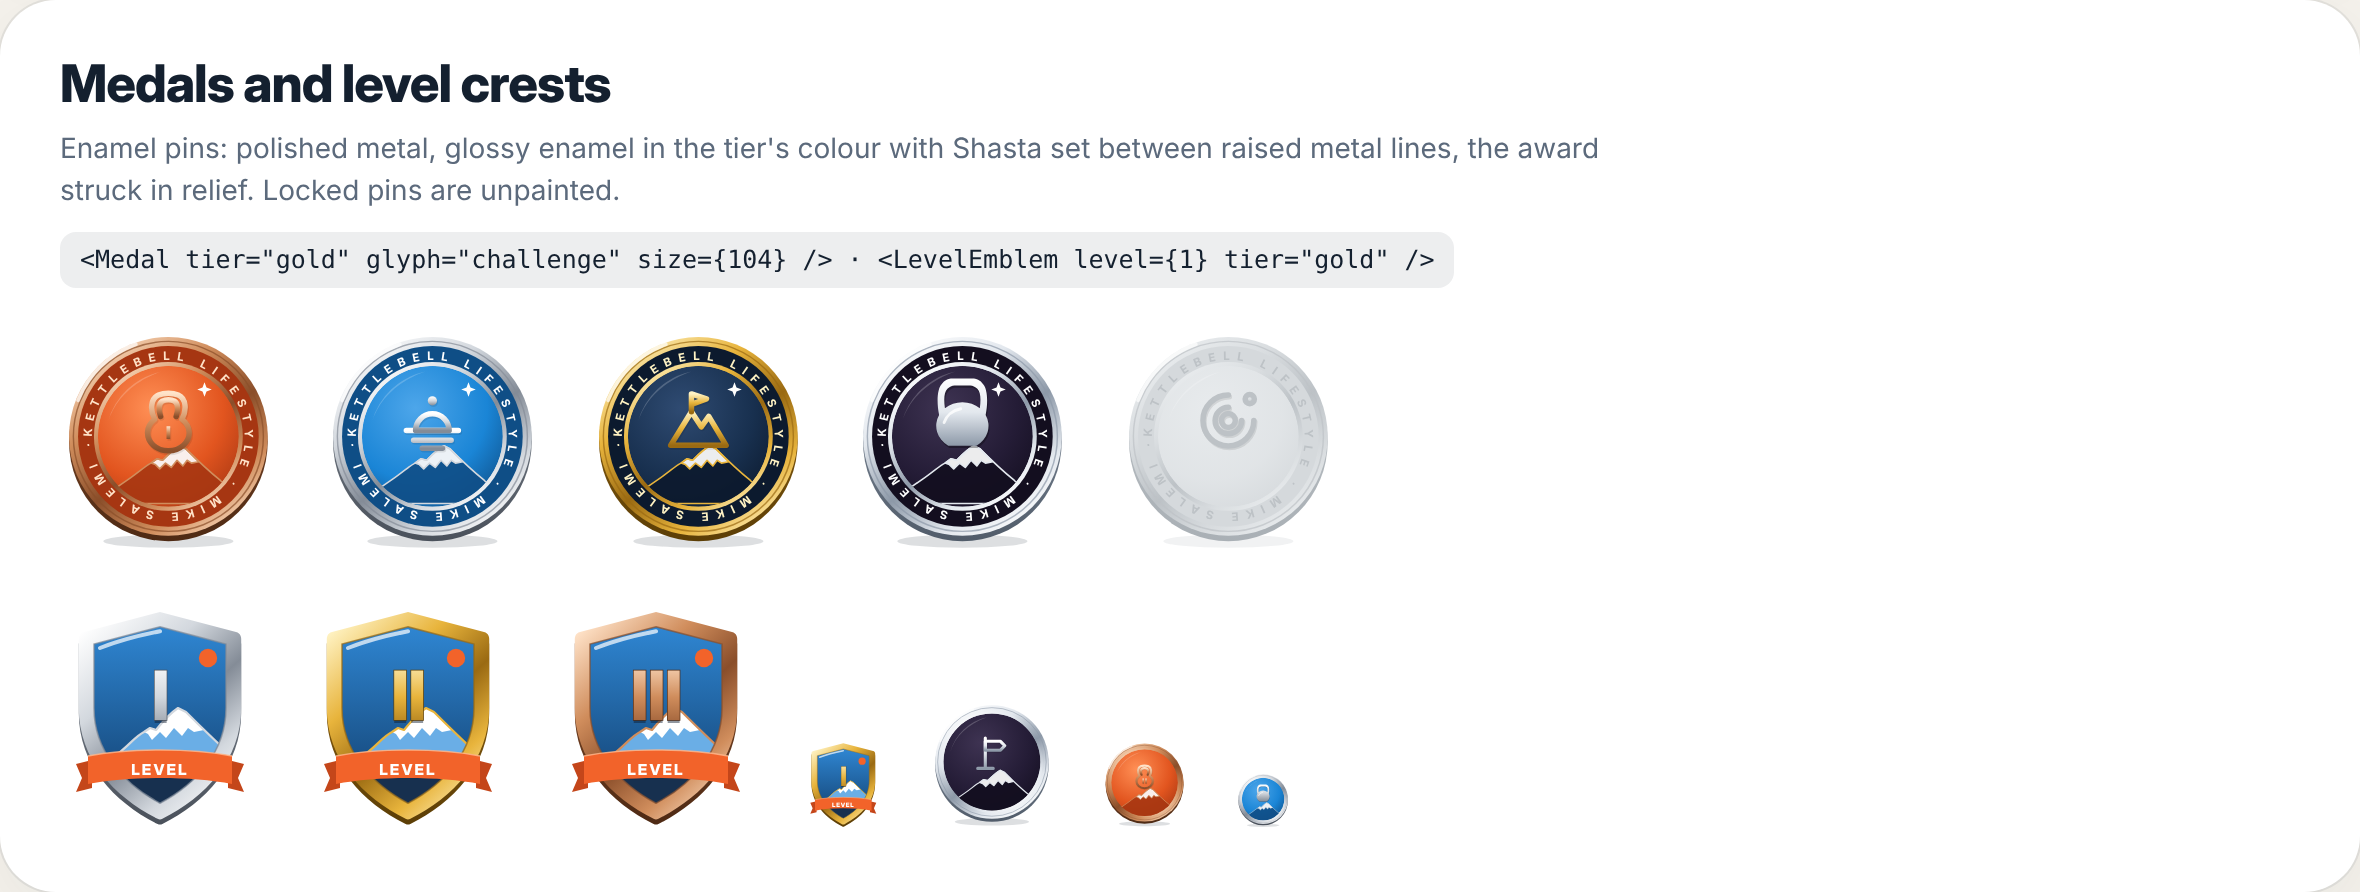 Medals and level crests
Enamel pins: polished metal, glossy enamel in the tier's colour with Shasta set between raised metal lines, the award
struck in relief. Locked pins are unpainted.
<Medal tier="gold" glyph="challenge" size={104} /> · <LevelEmblem level={1} tier="gold" />
KETTLEBELL LIFESTYLE · MIKE SALEMI ·
KETTLEBELL LIFESTYLE · MIKE SALEMI ·
KETTLEBELL LIFESTYLE · MIKE SALEMI ·
KETTLEBELL LIFESTYLE · MIKE SALEMI ·
KETTLEBELL LIFESTYLE · MIKE SALEMI ·
I
LEVEL
II
LEVEL
III
LEVEL
I
LEVEL